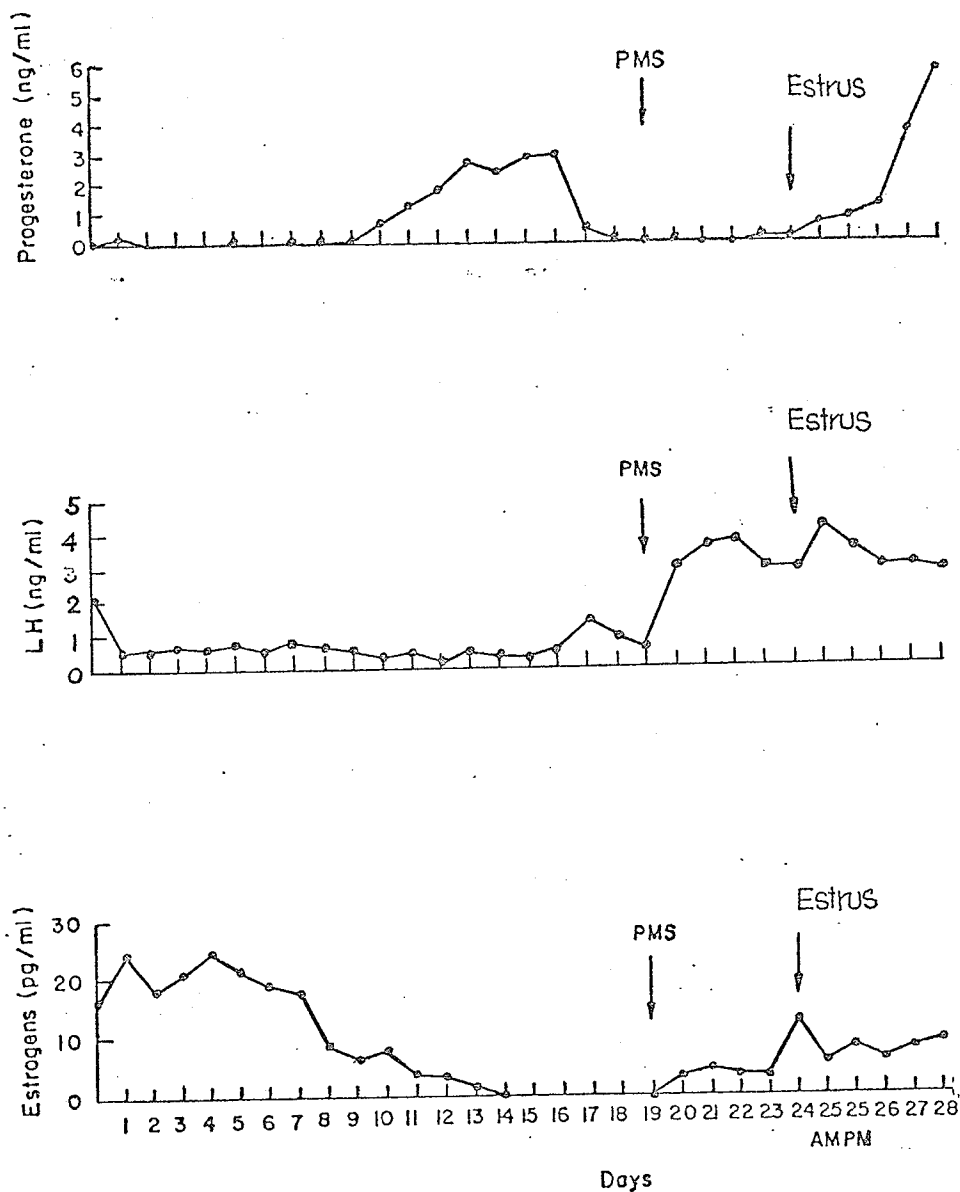 Progesterone (ng/ml)
6
5
4
3
2
1
0
PMS
Estrus
LH (ng/ml)
5
4
3
2
1
0
PMS
Estrus
Estrogens (pg/ml)
30
20
10
0
PMS
Estrus
1 2 3 4 5 6 7 8 9 10 11 12 13 14 15 16 17 18 19 20 21 22 23 24 25 25 26 27 28
AM PM
Days